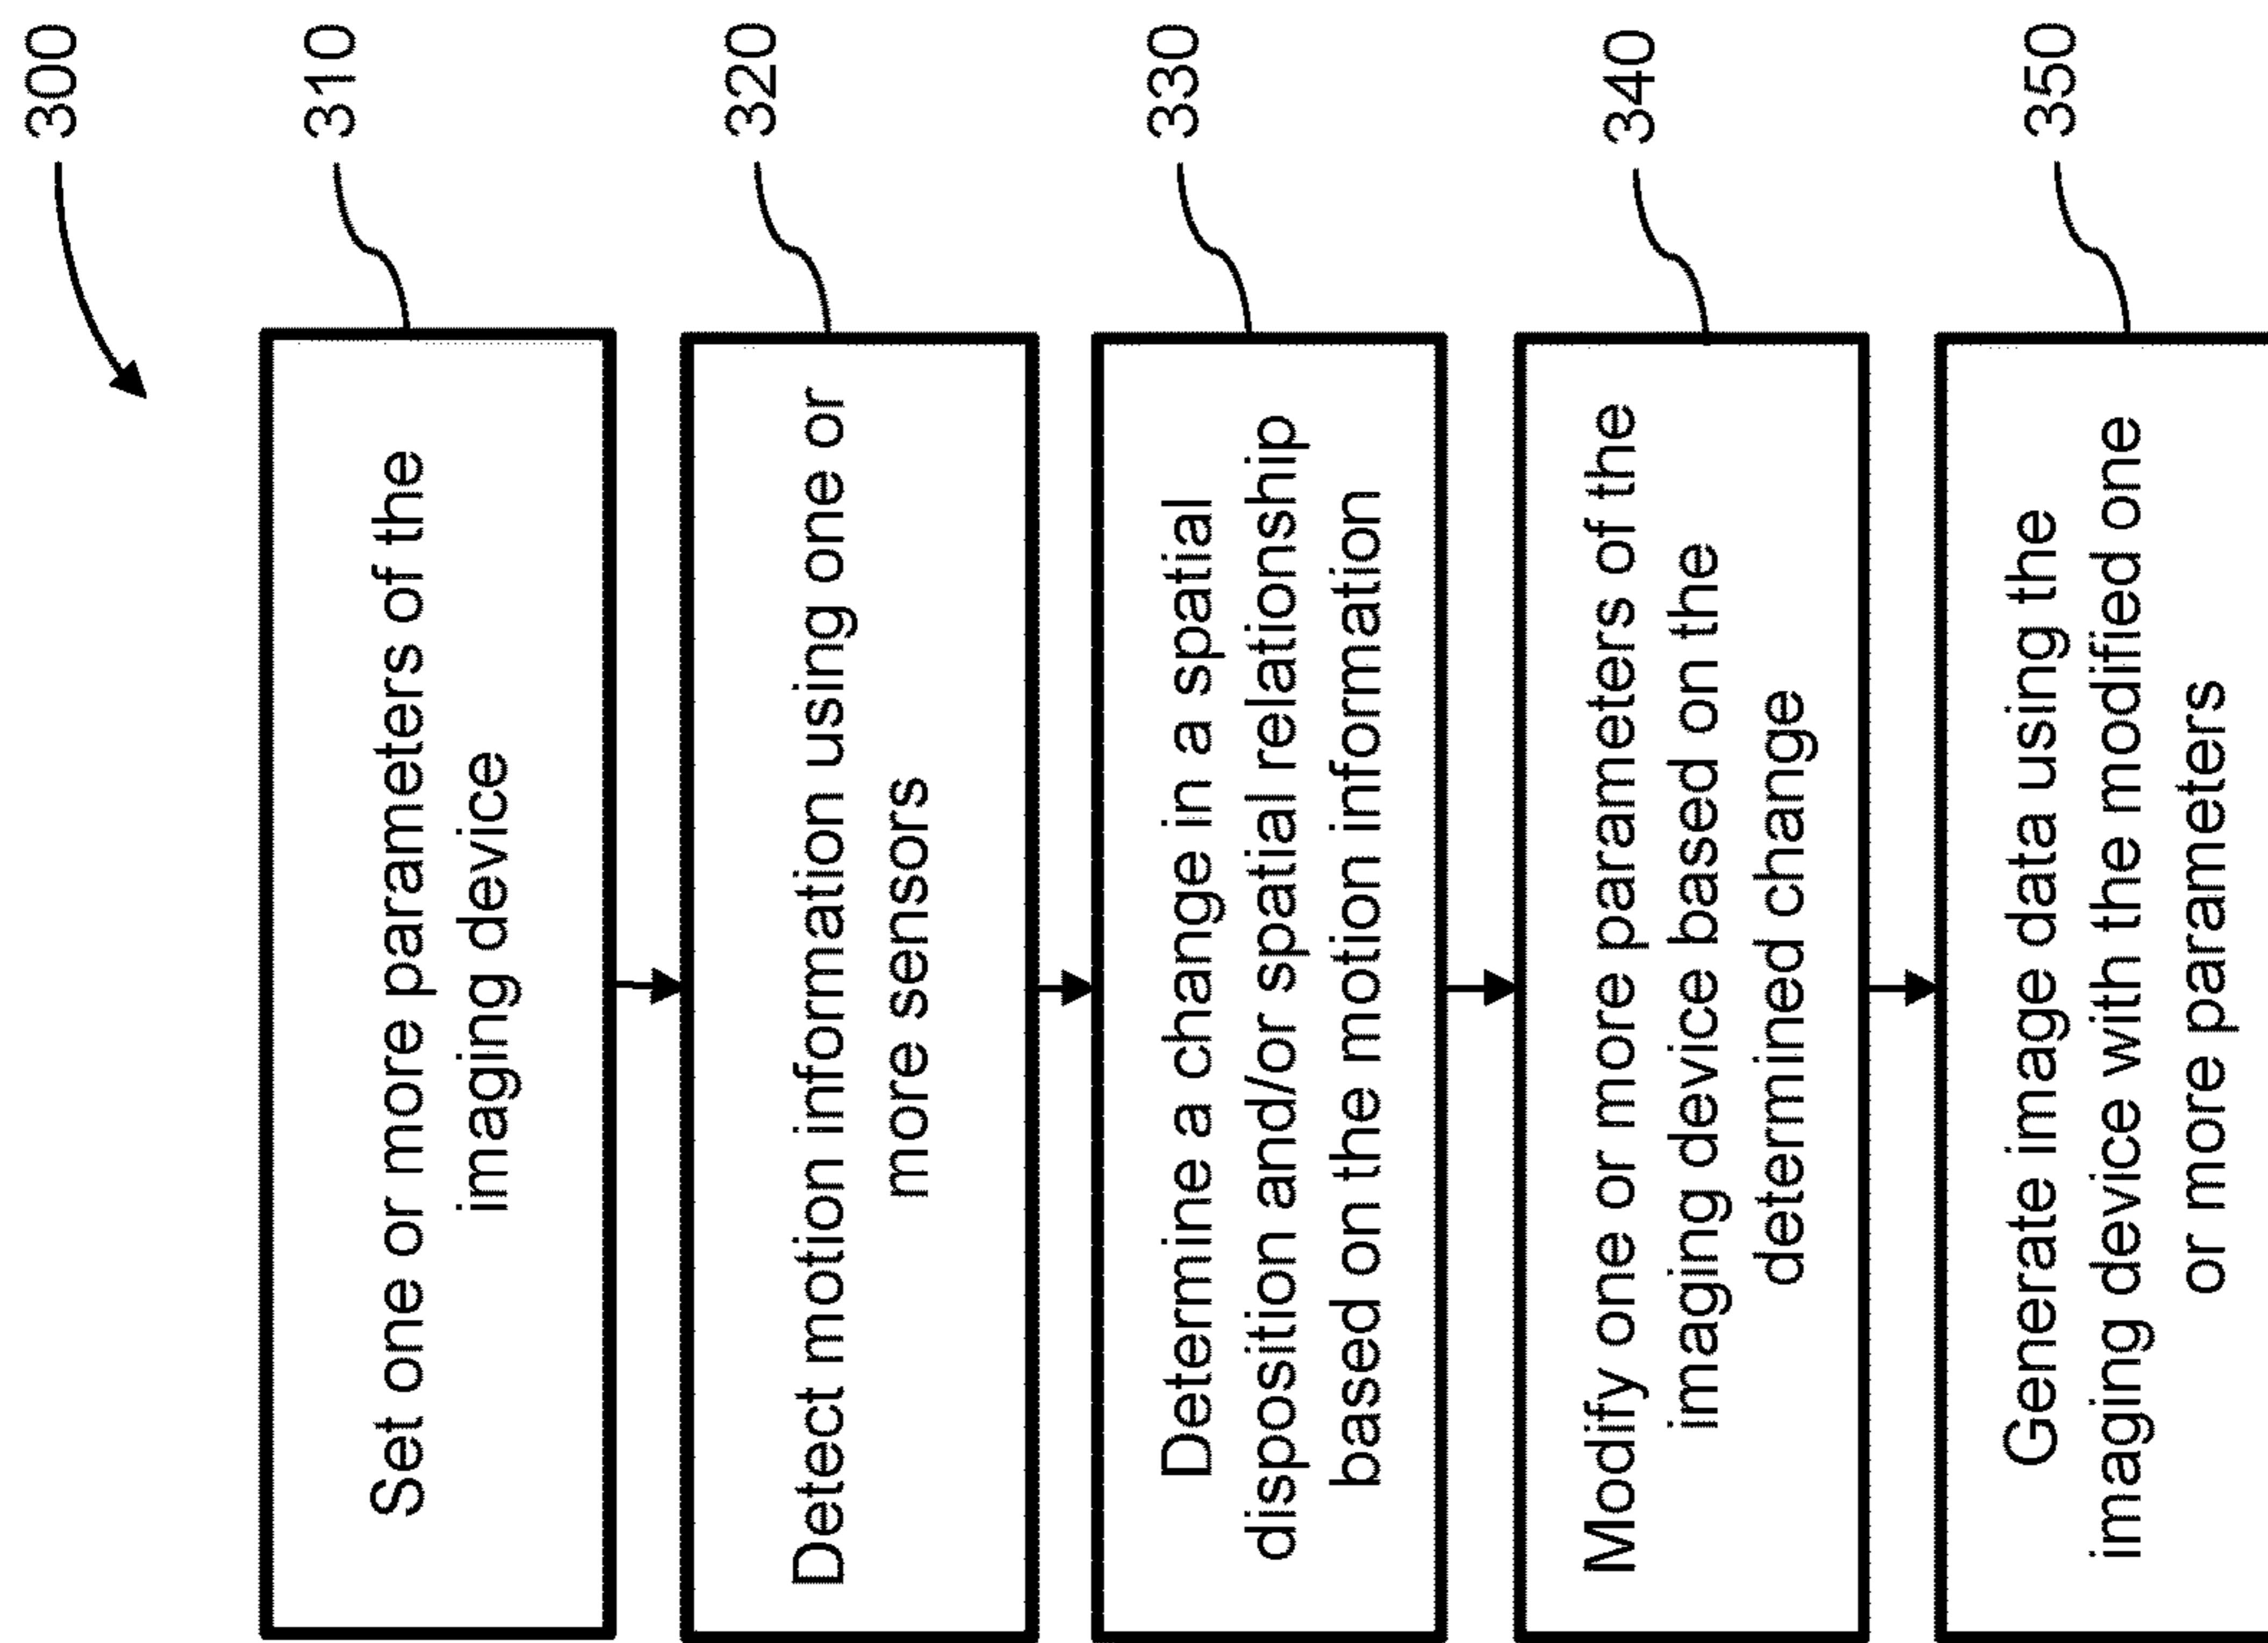 300
310
Set one or more parameters of the
imaging device
320
Detect motion information using one or
more sensors
330
Determine a change in a spatial
disposition and/or spatial relationship
based on the motion information
340
Modify one or more parameters of the
imaging device based on the
determined change
350
Generate image data using the
imaging device with the modified one
or more parameters